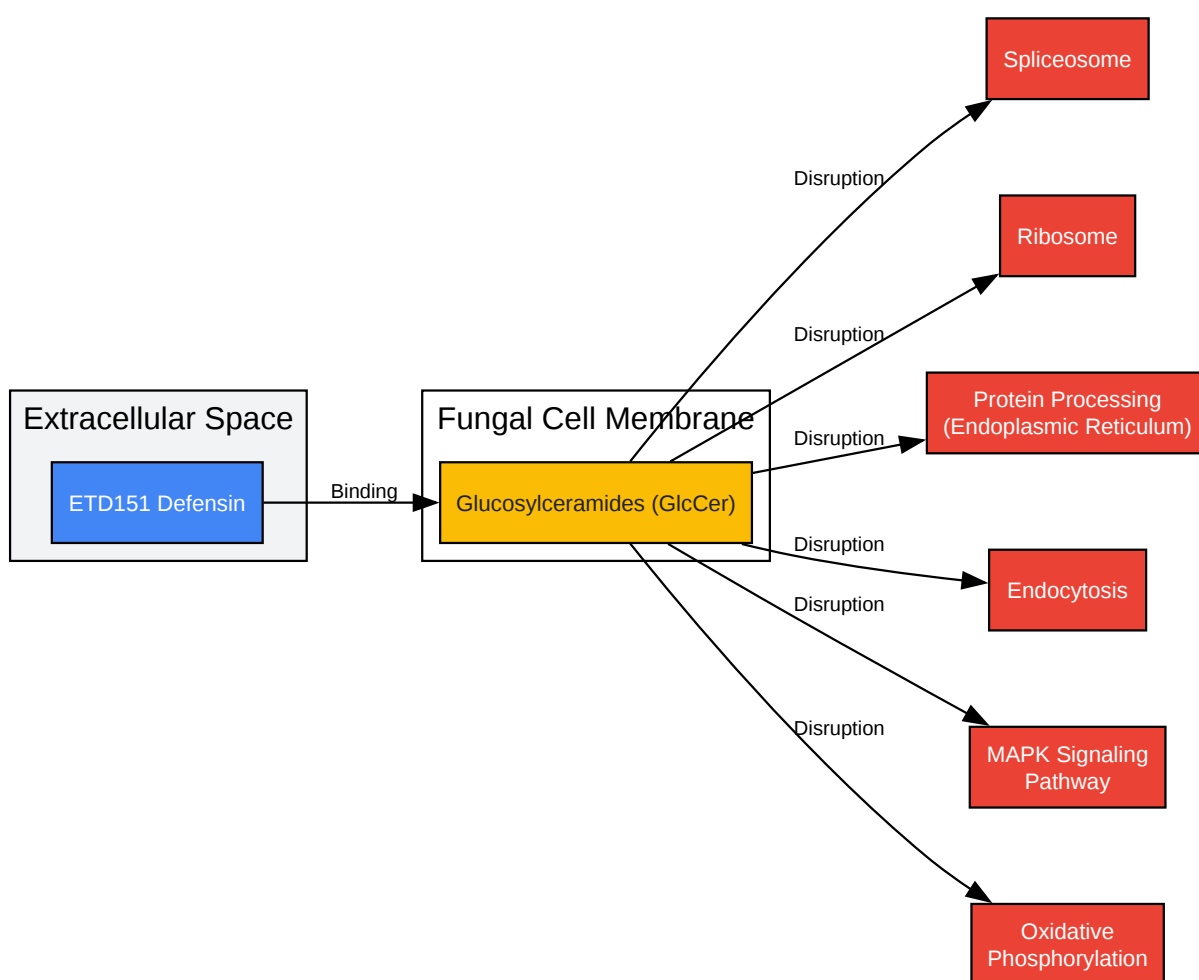 Spliceosome
Disruption
Ribosome
Disruption
Extracellular Space
Fungal Cell Membrane
Protein Processing
(Endoplasmic Reticulum)
Disruption
ETD151 Defensin
Binding
Glucosylceramides (GlcCer)
Disruption
Endocytosis
Disruption
MAPK Signaling
Pathway
Disruption
Oxidative
Phosphorylation